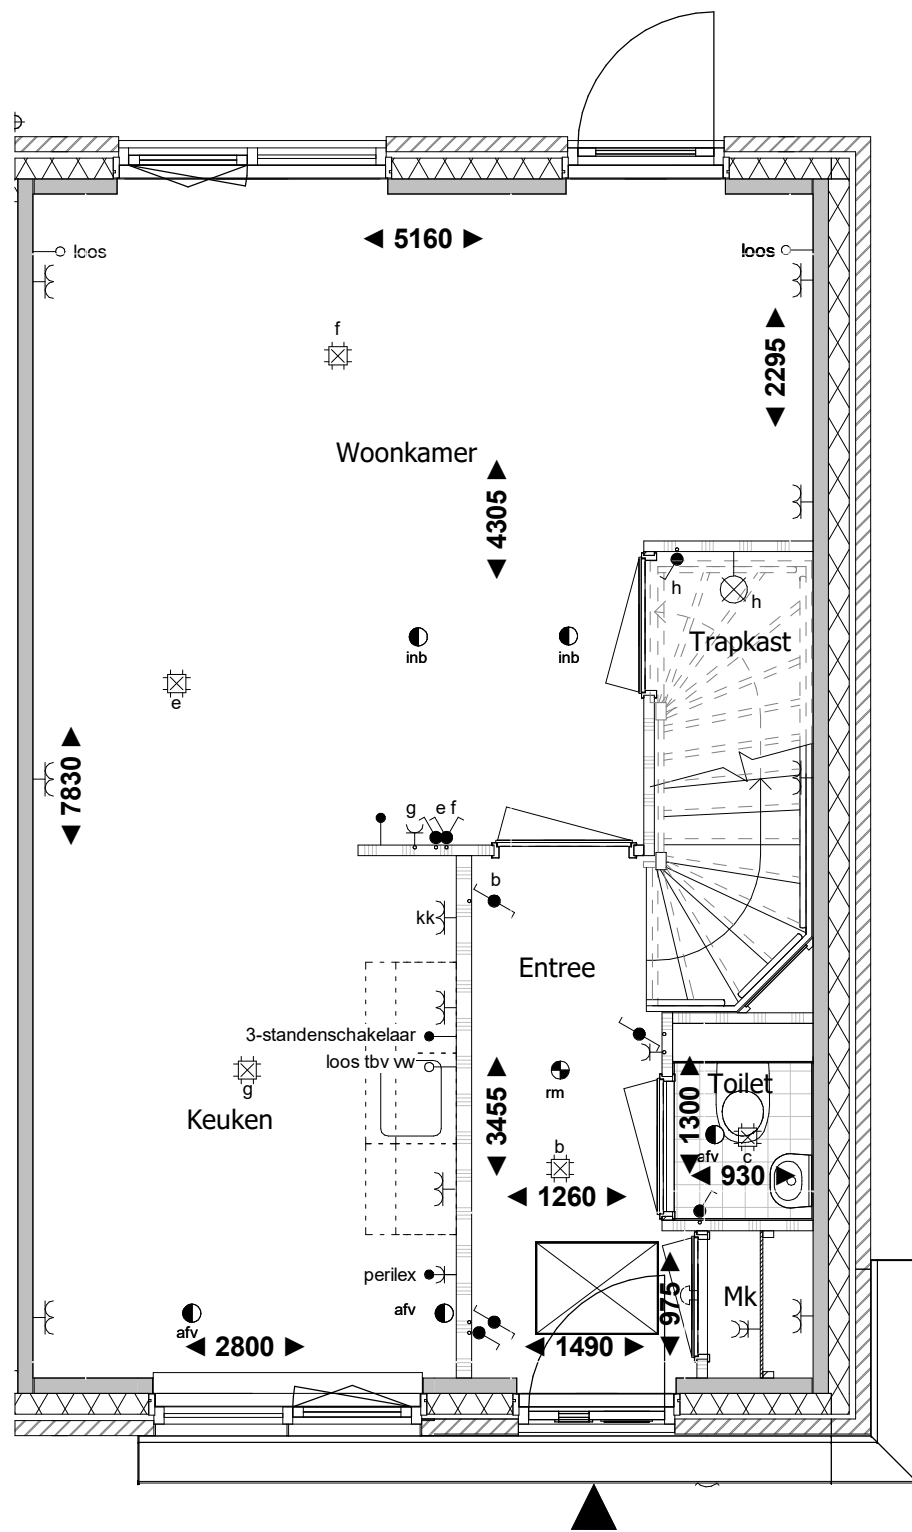 5160
loos
loos
f
2295
Woonkamer
4305
h
h
Trapkast
inb
inb
e
7830
g
e f
b
kk
Entree
3-standenschakelaar
loos tbv vw
g
Keuken
3455
rm
Toilet
1300
afv
c
b
930
1260
perilex
975
Mk
afv
afv
2800
1490